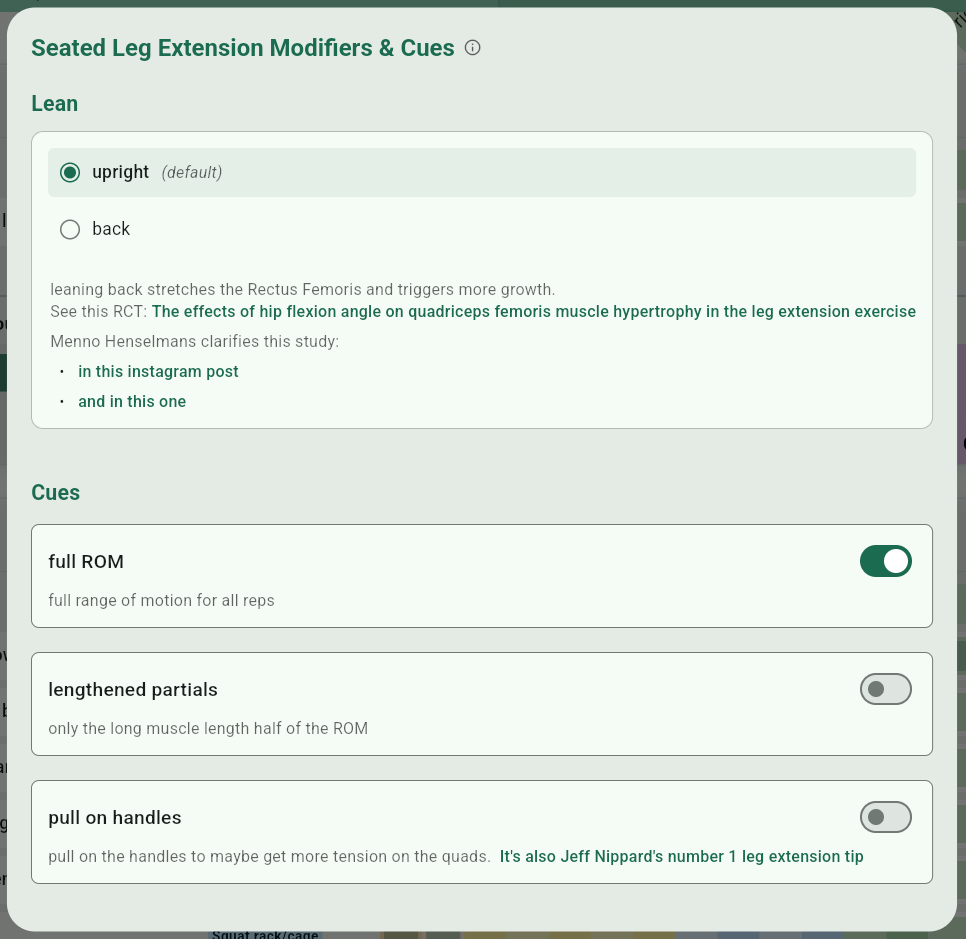 Seated Leg Extension Modifiers & Cues
Lean
upright (default)
back
leaning back stretches the Rectus Femoris and triggers more growth.
See this RCT: The effects of hip flexion angle on quadriceps femoris muscle hypertrophy in the leg extension exercise
Menno Henselmans clarifies this study:
• in this instagram post
• and in this one
Cues
full ROM
full range of motion for all reps
lengthened partials
only the long muscle length half of the ROM
pull on handles
pull on the handles to maybe get more tension on the quads. It's also Jeff Nippard's number 1 leg extension tip
Squat rack/cage